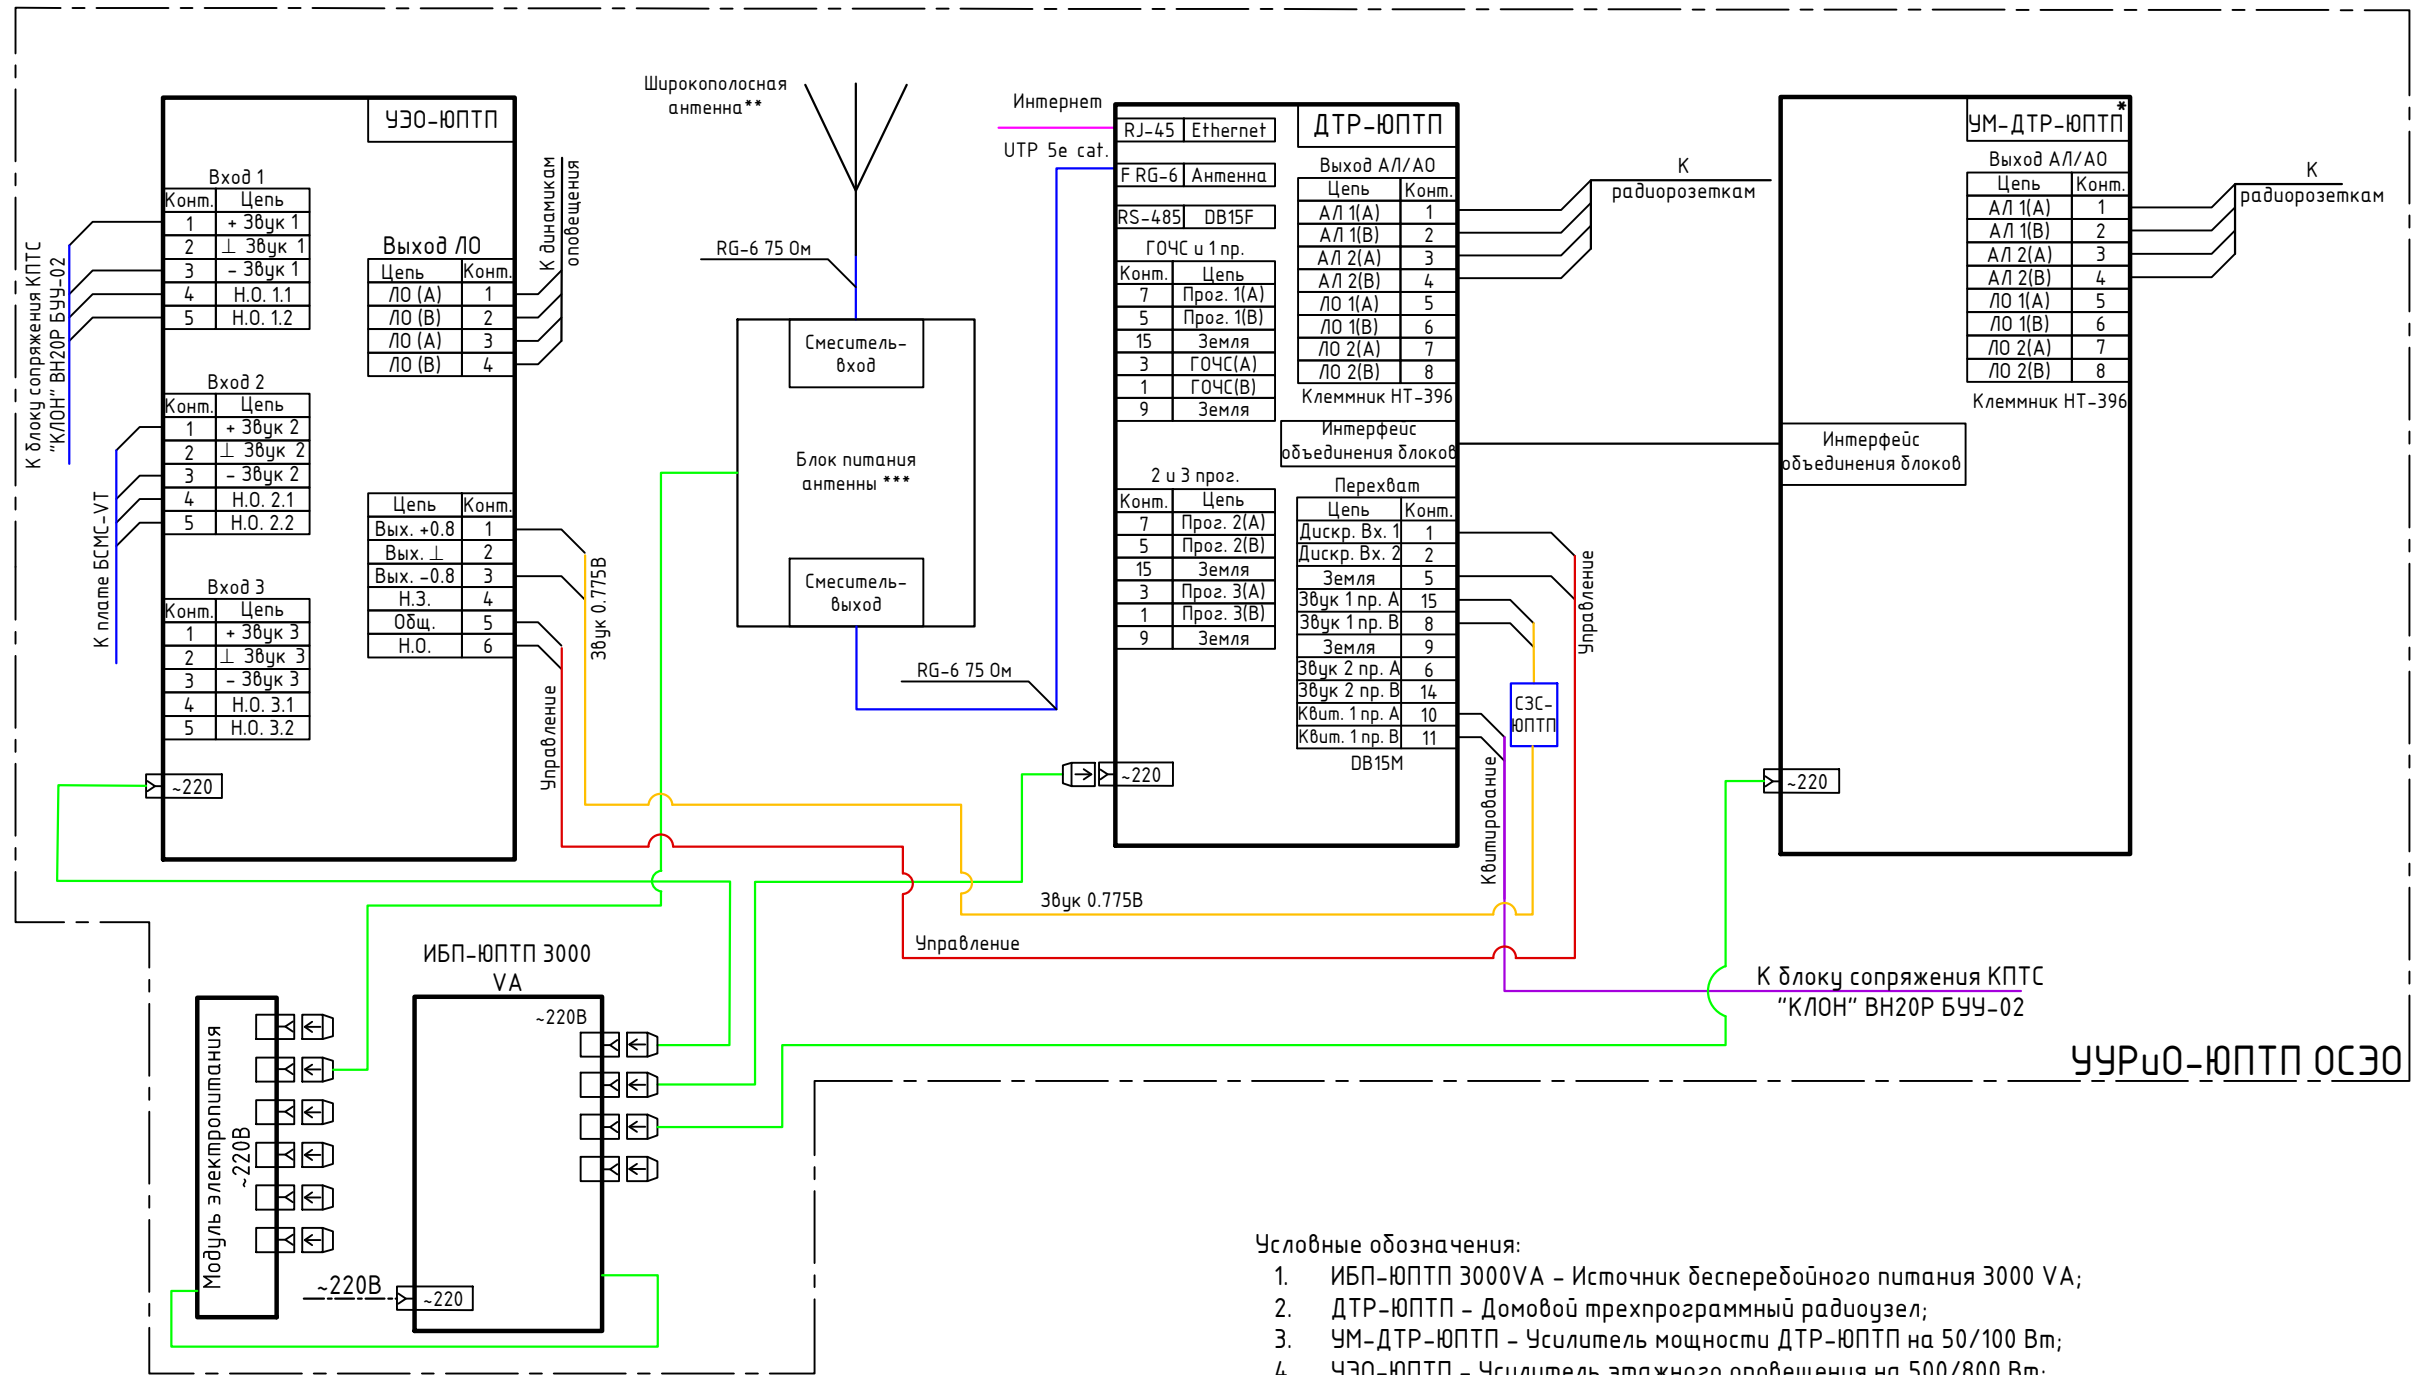 УЭО-ЮПТП
Вход 1
Конт. Цепь
1 + Звук 1
2 ⊥ Звук 1
3 - Звук 1
4 Н.О. 1.1
5 Н.О. 1.2
К блоку сопряжения КПТС
"КЛОН" ВН20Р БУУ-02
Вход 2
Конт. Цепь
1 + Звук 2
2 ⊥ Звук 2
3 - Звук 2
4 Н.О. 2.1
5 Н.О. 2.2
К плате БСМС-VT
Вход 3
Конт. Цепь
1 + Звук 3
2 ⊥ Звук 3
3 - Звук 3
4 Н.О. 3.1
5 Н.О. 3.2
~220
Выход ЛО
Цепь Конт.
ЛО (А) 1
ЛО (В) 2
ЛО (А) 3
ЛО (В) 4
К динамикам
оповещения
Цепь Конт.
Вых. +0.8 1
Вых. ⊥ 2
Вых. -0.8 3
Н.З. 4
Общ. 5
Н.О. 6
Звук 0.775В
Управление
Широкополосная
антенна**
RG-6 75 Ом
Смеситель-
вход
Блок питания
антенны ***
Смеситель-
выход
RG-6 75 Ом
Интернет
UTP 5e cat.
ДТР-ЮПТП
RJ-45 Ethernet
F RG-6 Антенна
RS-485 DB15F
ГОЧС и 1 пр.
Конт. Цепь
7 Прог. 1(А)
5 Прог. 1(В)
15 Земля
3 ГОЧС(А)
1 ГОЧС(В)
9 Земля
2 и 3 прог.
Конт. Цепь
7 Прог. 2(А)
5 Прог. 2(В)
15 Земля
3 Прог. 3(А)
1 Прог. 3(В)
9 Земля
~220
Выход АЛ/АО
Цепь Конт.
АЛ 1(А) 1
АЛ 1(В) 2
АЛ 2(А) 3
АЛ 2(В) 4
ЛО 1(А) 5
ЛО 1(В) 6
ЛО 2(А) 7
ЛО 2(В) 8
Клеммник НТ-396
Интерфейс
объединения блоков
Перехват
Цепь Конт.
Дискр. Вх. 1 1
Дискр. Вх. 2 2
Земля 5
Звук 1 пр. А 15
Звук 1 пр. В 8
Земля 9
Звук 2 пр. А 6
Звук 2 пр. В 14
Квит. 1 пр. А 10
Квит. 1 пр. В 11
DB15M
К
радиорозеткам
Управление
СЗС-
ЮПТП
Квитирование
Звук 0.775В
Управление
УМ-ДТР-ЮПТП
*
Выход АЛ/АО
Цепь Конт.
АЛ 1(А) 1
АЛ 1(В) 2
АЛ 2(А) 3
АЛ 2(В) 4
ЛО 1(А) 5
ЛО 1(В) 6
ЛО 2(А) 7
ЛО 2(В) 8
Клеммник НТ-396
Интерфейс
объединения блоков
~220
К
радиорозеткам
К блоку сопряжения КПТС
"КЛОН" ВН20Р БУУ-02
УУРиО-ЮПТП ОСЭО
Модуль электропитания
~220В
ИБП-ЮПТП 3000
VA
~220В
~220В
~220
Условные обозначения:
1. ИБП-ЮПТП 3000VA - Источник бесперебойного питания 3000 VA;
2. ДТР-ЮПТП - Домовой трехпрограммный радиоузел;
3. УМ-ДТР-ЮПТП - Усилитель мощности ДТР-ЮПТП на 50/100 Вт;
4. УЭО-ЮПТП - Усилитель этажного оповещения на 500/800 Вт;